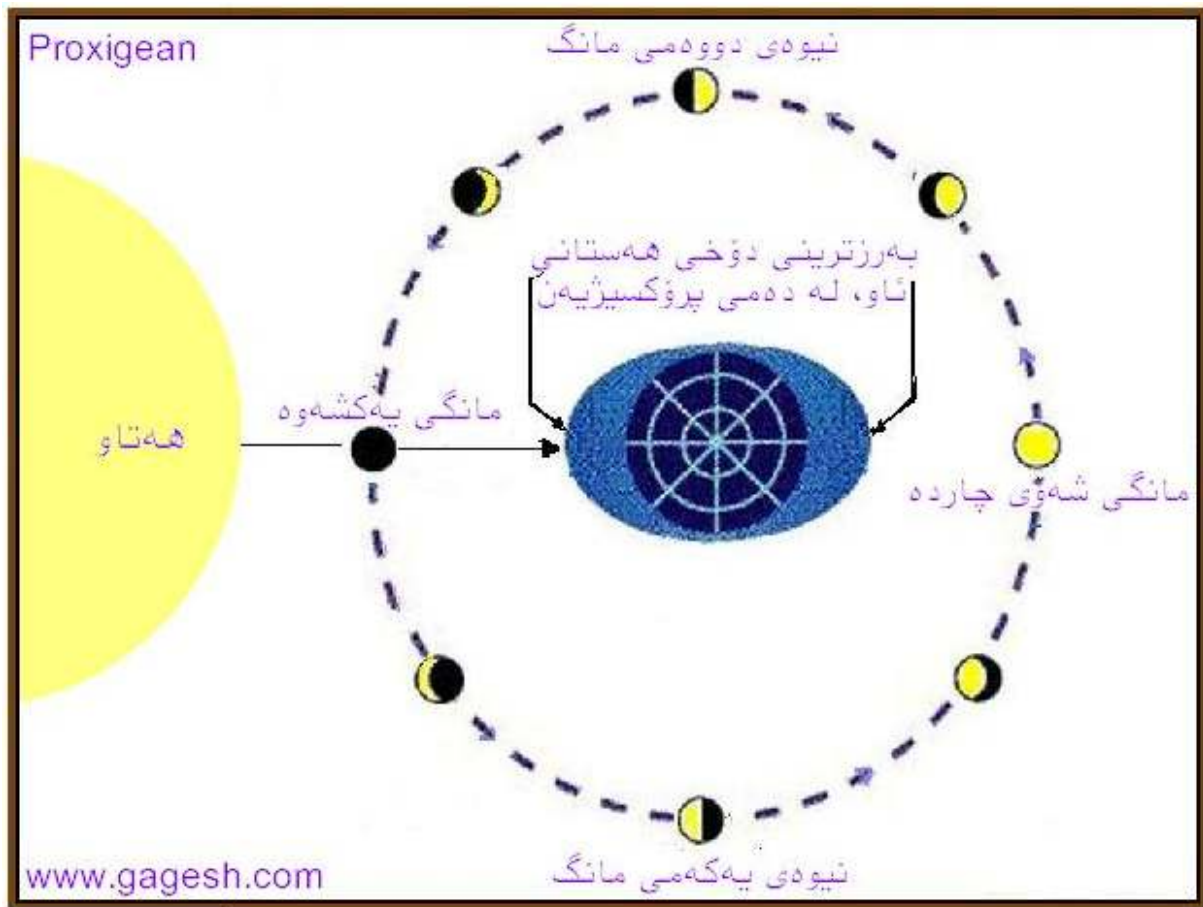 Proxigean
نیوەی دووەمی مانگ
بەرزترینی دۆخی هەستانی
ئاو، لە دەمی پرۆکسیژیەن
مانگی یەکشەوە
هەتاو
مانگی شەۆی چاردە
نیوەی یەکەمی مانگ
www.gagesh.com